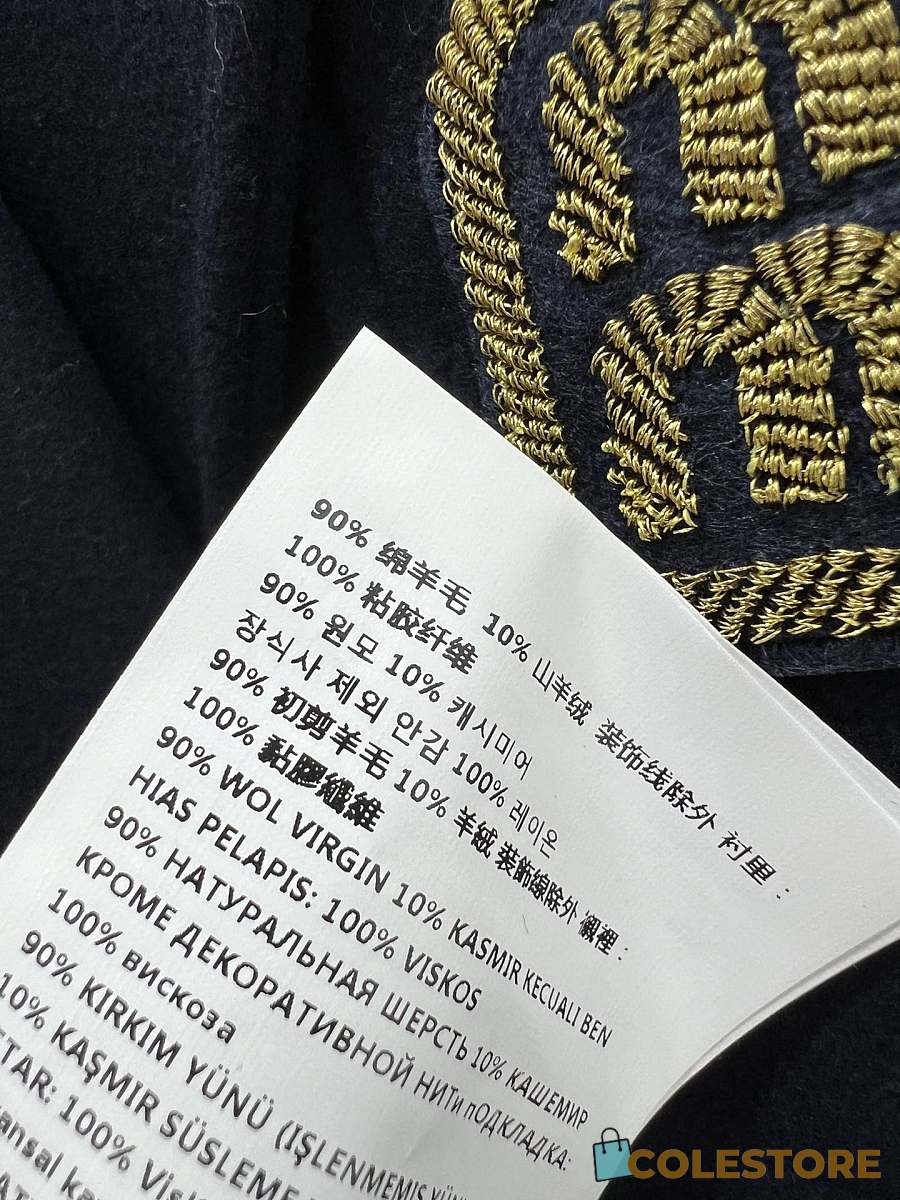 90% 绵羊毛 10% 山羊绒 装饰线除外 衬里：
100% 粘胶纤维
90% 원모 10% 캐시미어
장식사 제외 안감 100% 레이온
90% 初剪羊毛 10% 羊绒 裝飾線除外 襯裡：
100% 黏膠纖維
90% WOL VIRGIN 10% KASMIR KECUALI BEN
HIAS PELAPIS: 100% VISKOS
90% НАТУРАЛЬНАЯ ШЕРСТЬ 10% КАШЕМИР
КРОМЕ ДЕКОРАТИВНОЙ НИТи пОДКЛАДКА:
100% вискоза
90% KIRKIM YÜNÜ (IŞLENMEMIŞ
10% KAŞMIR SÜSLEME
TAR: 100%
COLESTORE